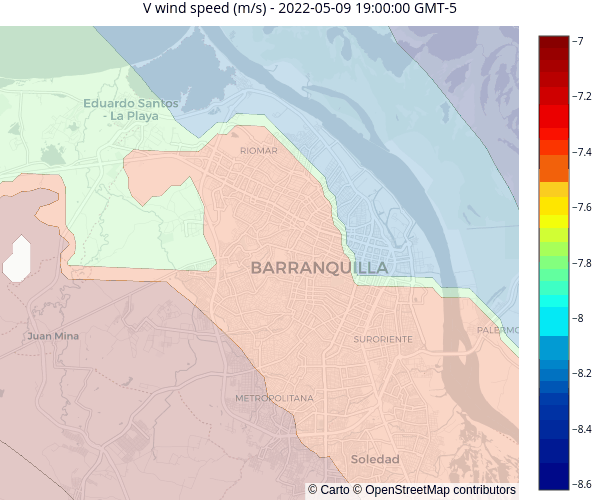 V wind speed (m/s) - 2022-05-09 19:00:00 GMT-5
Eduardo Santos
- La Playa
RIOMAR
BARRANQUILLA
Juan Mina
SURORIENTE
PALERMO
METROPOLITANA
Soledad
© Carto © OpenStreetMap contributors
−7
−7.2
−7.4
−7.6
−7.8
−8
−8.2
−8.4
−8.6